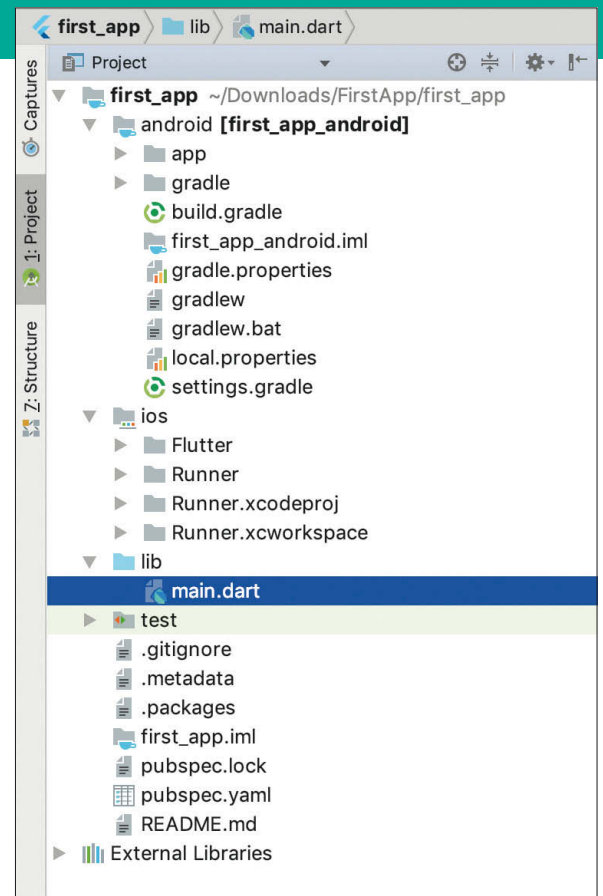 first_app lib main.dart
Project
Captures
1: Project
Z: Structure
first_app ~/Downloads/FirstApp/first_app
android [first_app_android]
app
gradle
build.gradle
first_app_android.iml
gradle.properties
gradlew
gradlew.bat
local.properties
settings.gradle
ios
Flutter
Runner
Runner.xcodeproj
Runner.xcworkspace
lib
main.dart
test
.gitignore
.metadata
.packages
first_app.iml
pubspec.lock
pubspec.yaml
README.md
External Libraries